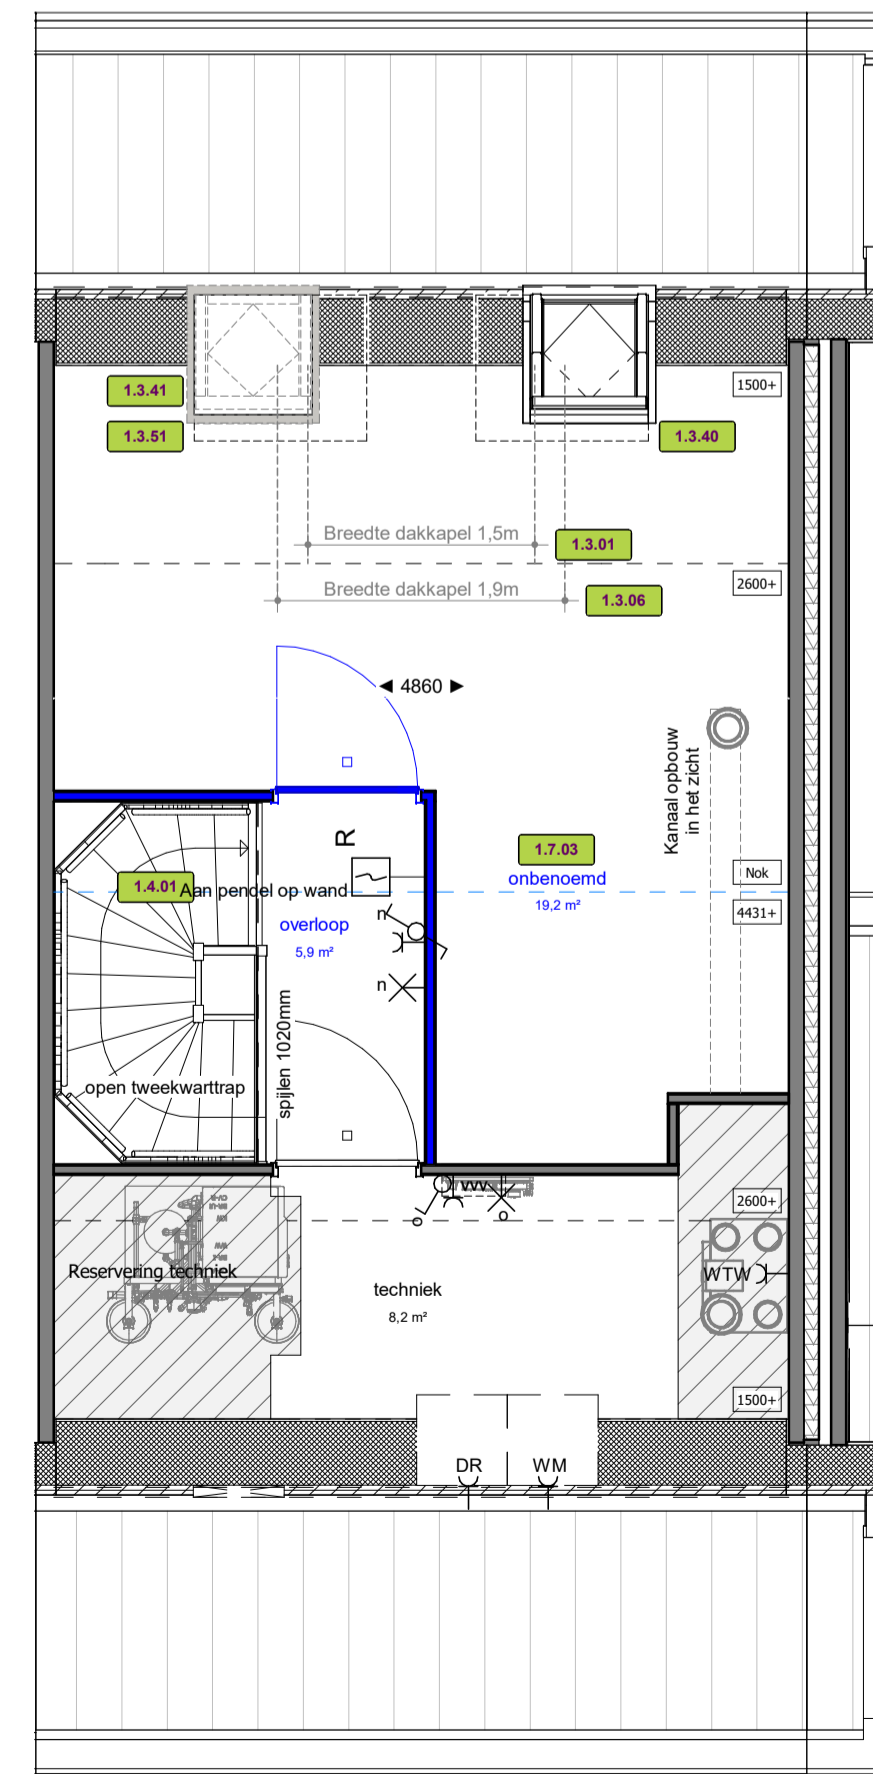 1.3.41
1500+
1.3.51
1.3.40
Breedte dakkapel 1,5m
1.3.01
2600+
Breedte dakkapel 1,9m
1.3.06
◄ 4860 ►
Kanaal opbouw
in het zicht
R
1.7.03
onbenoemd
19,2 m²
Nok
4431+
1.4.01
Aan pendel op wand
overloop
5,9 m²
n
n
spijlen 1020mm
open tweekwarttrap
o
o
2600+
Reservering techniek
WTW
techniek
8,2 m²
1500+
DR
WM